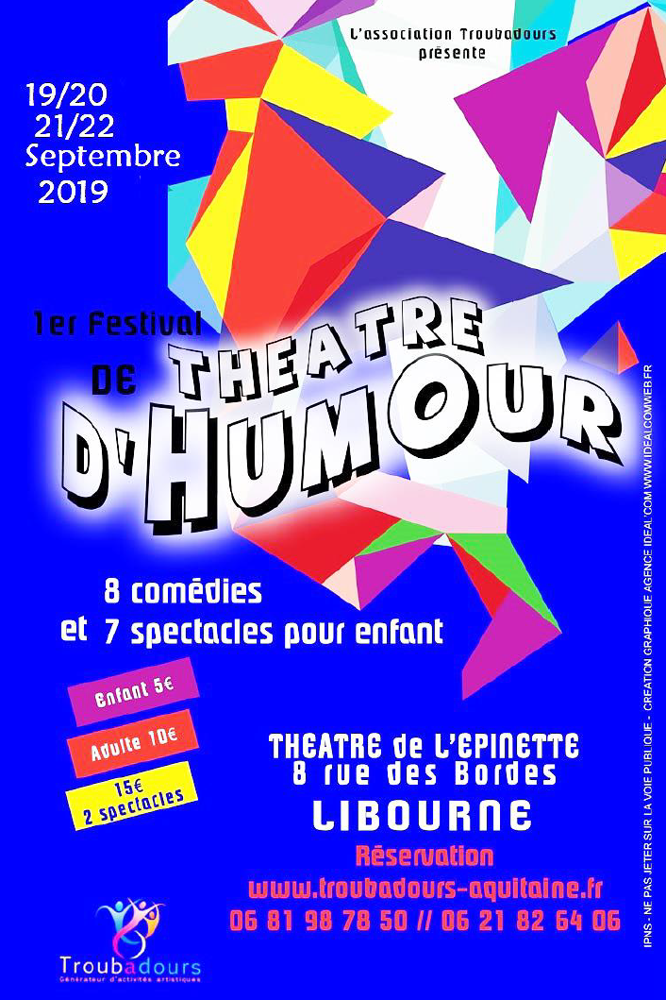 L'association Troubadours
présente
19/20
21/22
Septembre
2019
1er Festival
DE THEATRE
D'HUMOUR
8 comédies
et 7 spectacles pour enfant
Enfant 5€
Adulte 10€
15€
2 spectacles
THEATRE de L'EPINETTE
8 rue des Bordes
LIBOURNE
Réservation
www.troubadours-aquitaine.fr
06 81 98 78 50 // 06 21 82 64 06
Troubadours
Générateur d'activités artistiques
IPNS - NE PAS JETER SUR LA VOIE PUBLIQUE - CREATION GRAPHIQUE AGENCE IDEAL'COM WWW.IDEALCOMWEB.FR